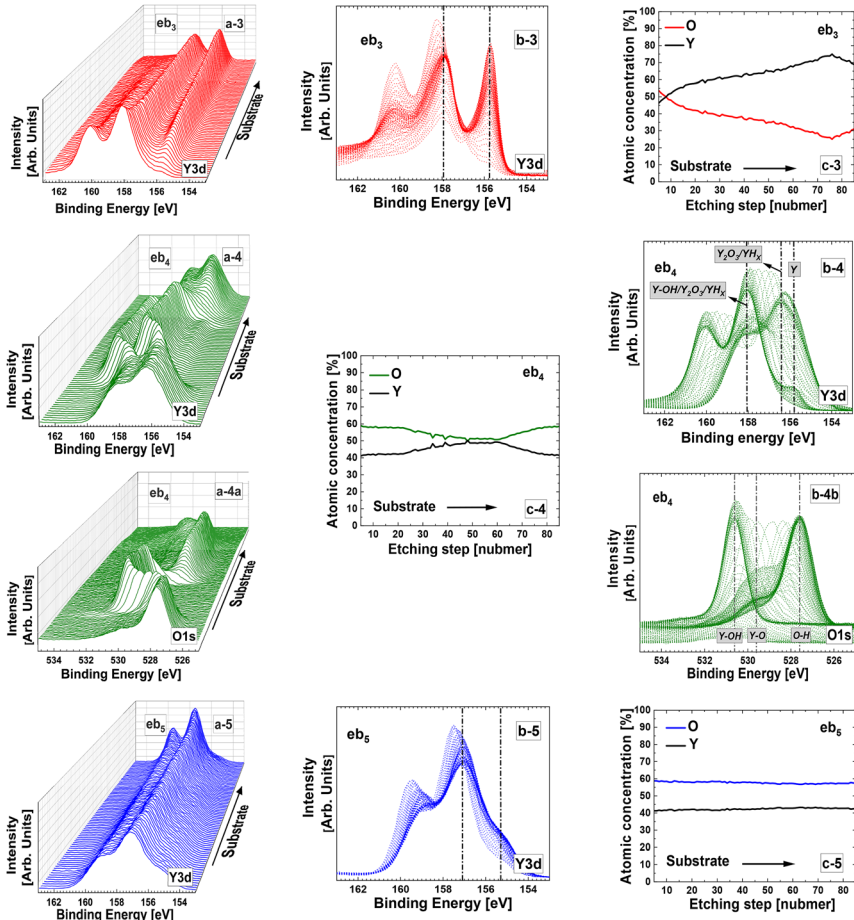 eb3
a-3
Intensity
[Arb. Units]
Substrate
Y3d
162 160 158 156 154
Binding Energy [eV]
eb3
b-3
Intensity
[Arb. Units]
Y3d
162 160 158 156 154
Binding Energy [eV]
Atomic concentration [%]
100
90
80
70
60
50
40
30
20
10
0
O
Y
eb3
Substrate
c-3
10 20 30 40 50 60 70 80
Etching step [nubmer]
eb4
a-4
Intensity
[Arb. Units]
Substrate
Y3d
162 160 158 156 154
Binding Energy [eV]
Atomic concentration [%]
100
90
80
70
60
50
40
30
20
10
0
O
Y
eb4
Substrate
c-4
10 20 30 40 50 60 70 80
Etching step [nubmer]
eb4
Y2O3/YHX
Y
b-4
Y-OH/Y2O3/YHX
Intensity
[Arb. Units]
Y3d
162 160 158 156 154
Binding energy [eV]
eb4
a-4a
Intensity
[Arb. Units]
Substrate
O1s
534 532 530 528 526
Binding Energy [eV]
eb4
b-4b
Intensity
[Arb. Units]
Y-OH
Y-O
O-H
O1s
534 532 530 528 526
Binding Energy [eV]
eb5
a-5
Intensity
[Arb. Units]
Substrate
Y3d
162 160 158 156 154
Binding Energy [eV]
eb5
b-5
Intensity
[Arb. Units]
Y3d
162 160 158 156 154
Binding Energy [eV]
Atomic concentration [%]
100
90
80
70
60
50
40
30
20
10
0
O
Y
eb5
Substrate
c-5
10 20 30 40 50 60 70 80
Etching step [nubmer]